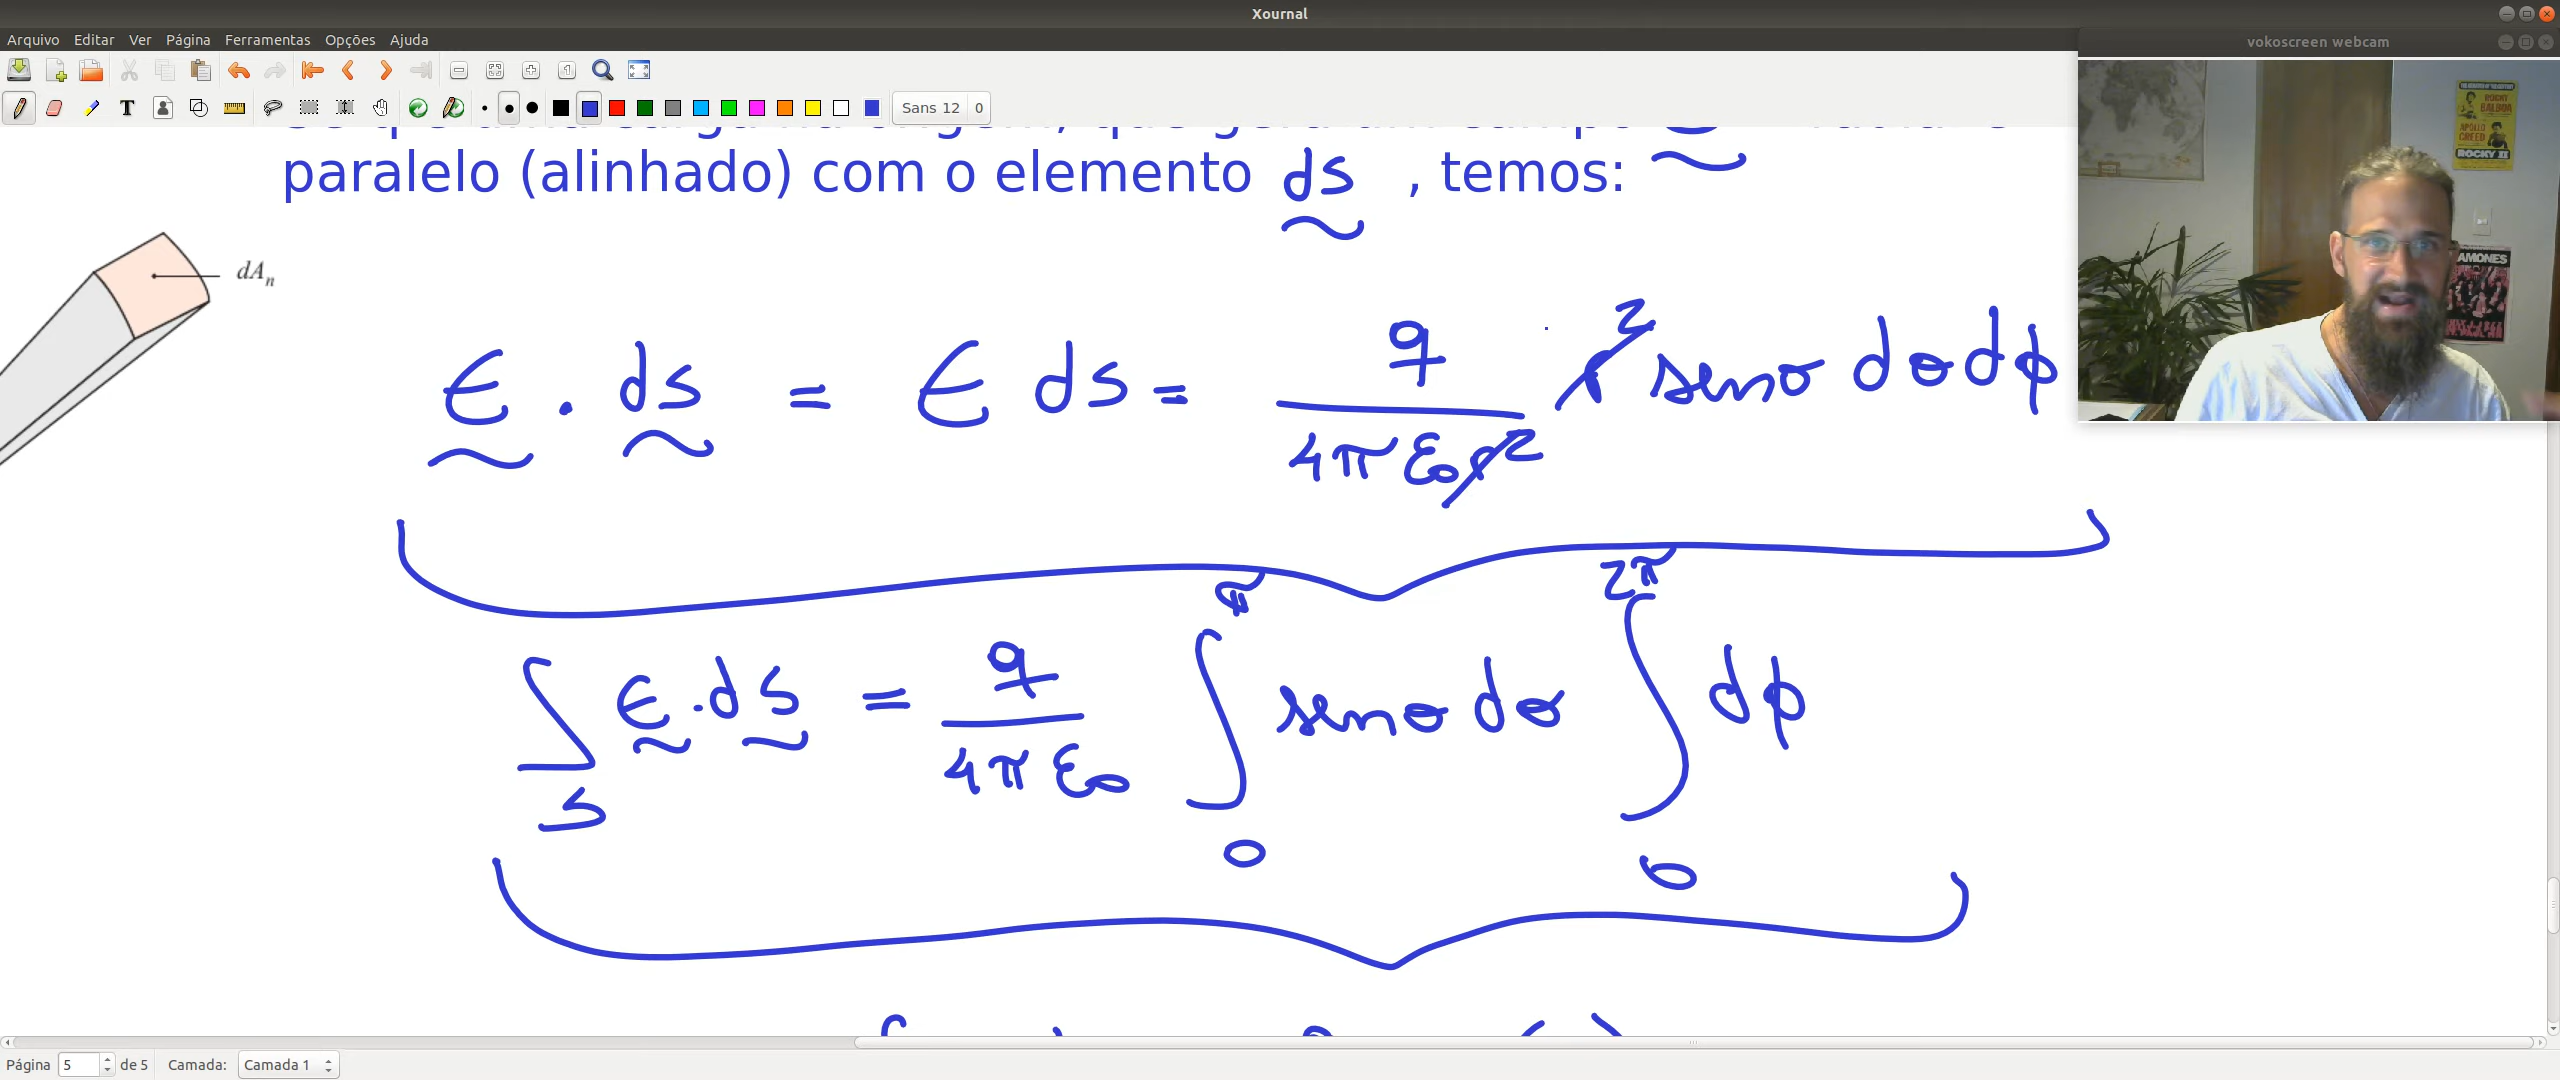 Xournal
Arquivo Editar Ver Página Ferramentas Opções Ajuda
vokoscreen webcam
Sans 12 0
ROCKY BALBOA
APOLLO CREED
ROCKY II
RAMONES
paralelo (alinhado) com o elemento ds , temos:
dAₙ
E · ds = E ds = q / 4π ε₀ r² r² senθ dθ dϕ
∫ₛ E · ds = q / 4π ε₀ ∫₀^π senθ dθ ∫₀^2π dϕ
Página 5 de 5 Camada: Camada 1